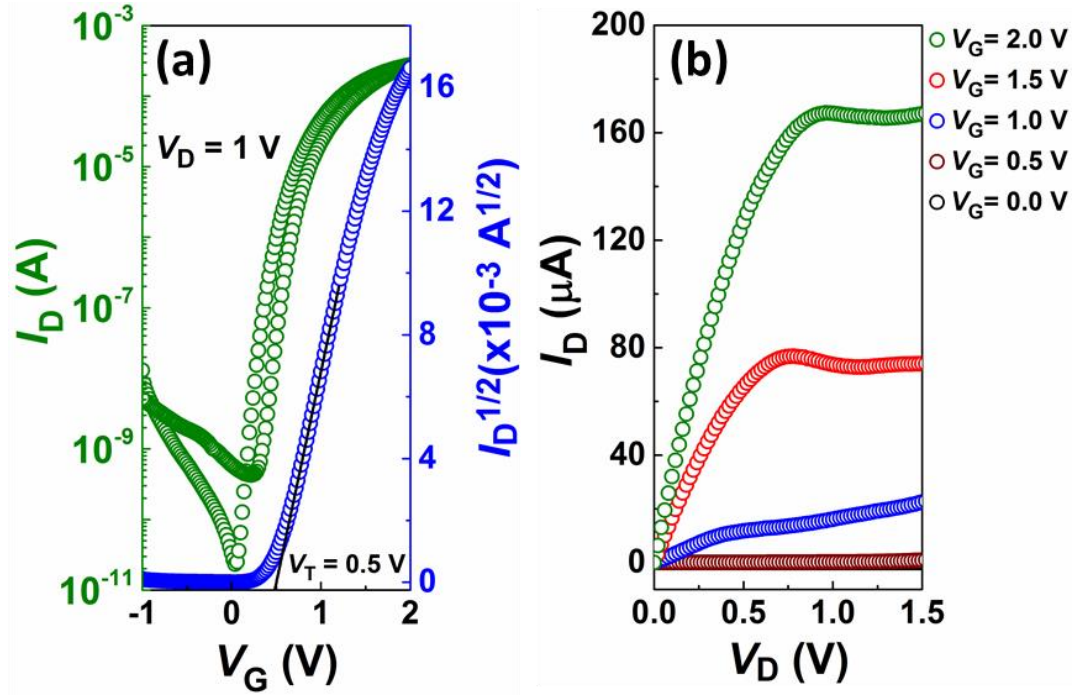 (a)
V_D = 1 V
V_T = 0.5 V
10^-3
10^-5
10^-7
10^-9
10^-11
I_D (A)
-1 0 1 2
V_G (V)
16
12
8
4
0
I_D^1/2(x10^-3 A^1/2)
(b)
200
160
120
80
40
0
I_D (μA)
0.0 0.5 1.0 1.5
V_D (V)
V_G= 2.0 V
V_G= 1.5 V
V_G= 1.0 V
V_G= 0.5 V
V_G= 0.0 V